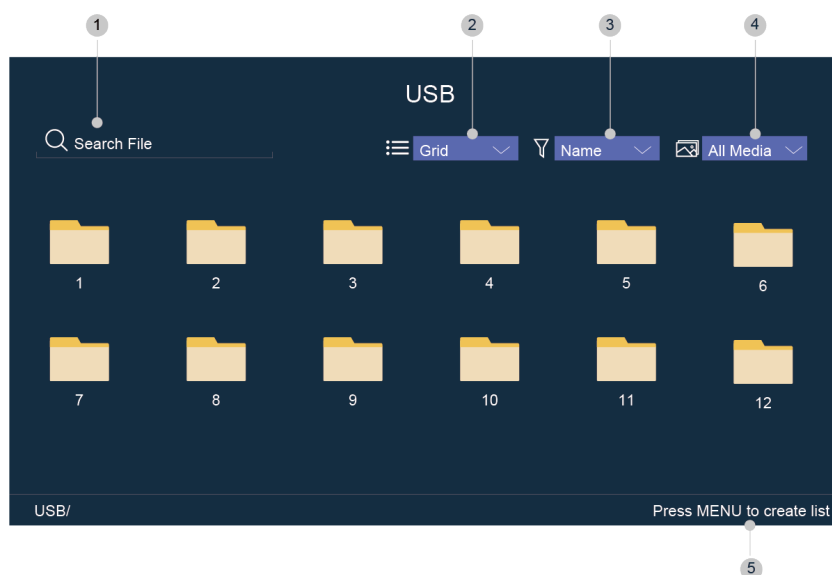 1 2 3 4
USB
Search File Grid Name All Media
1 2 3 4 5 6
7 8 9 10 11 12
USB/ Press MENU to create list
5